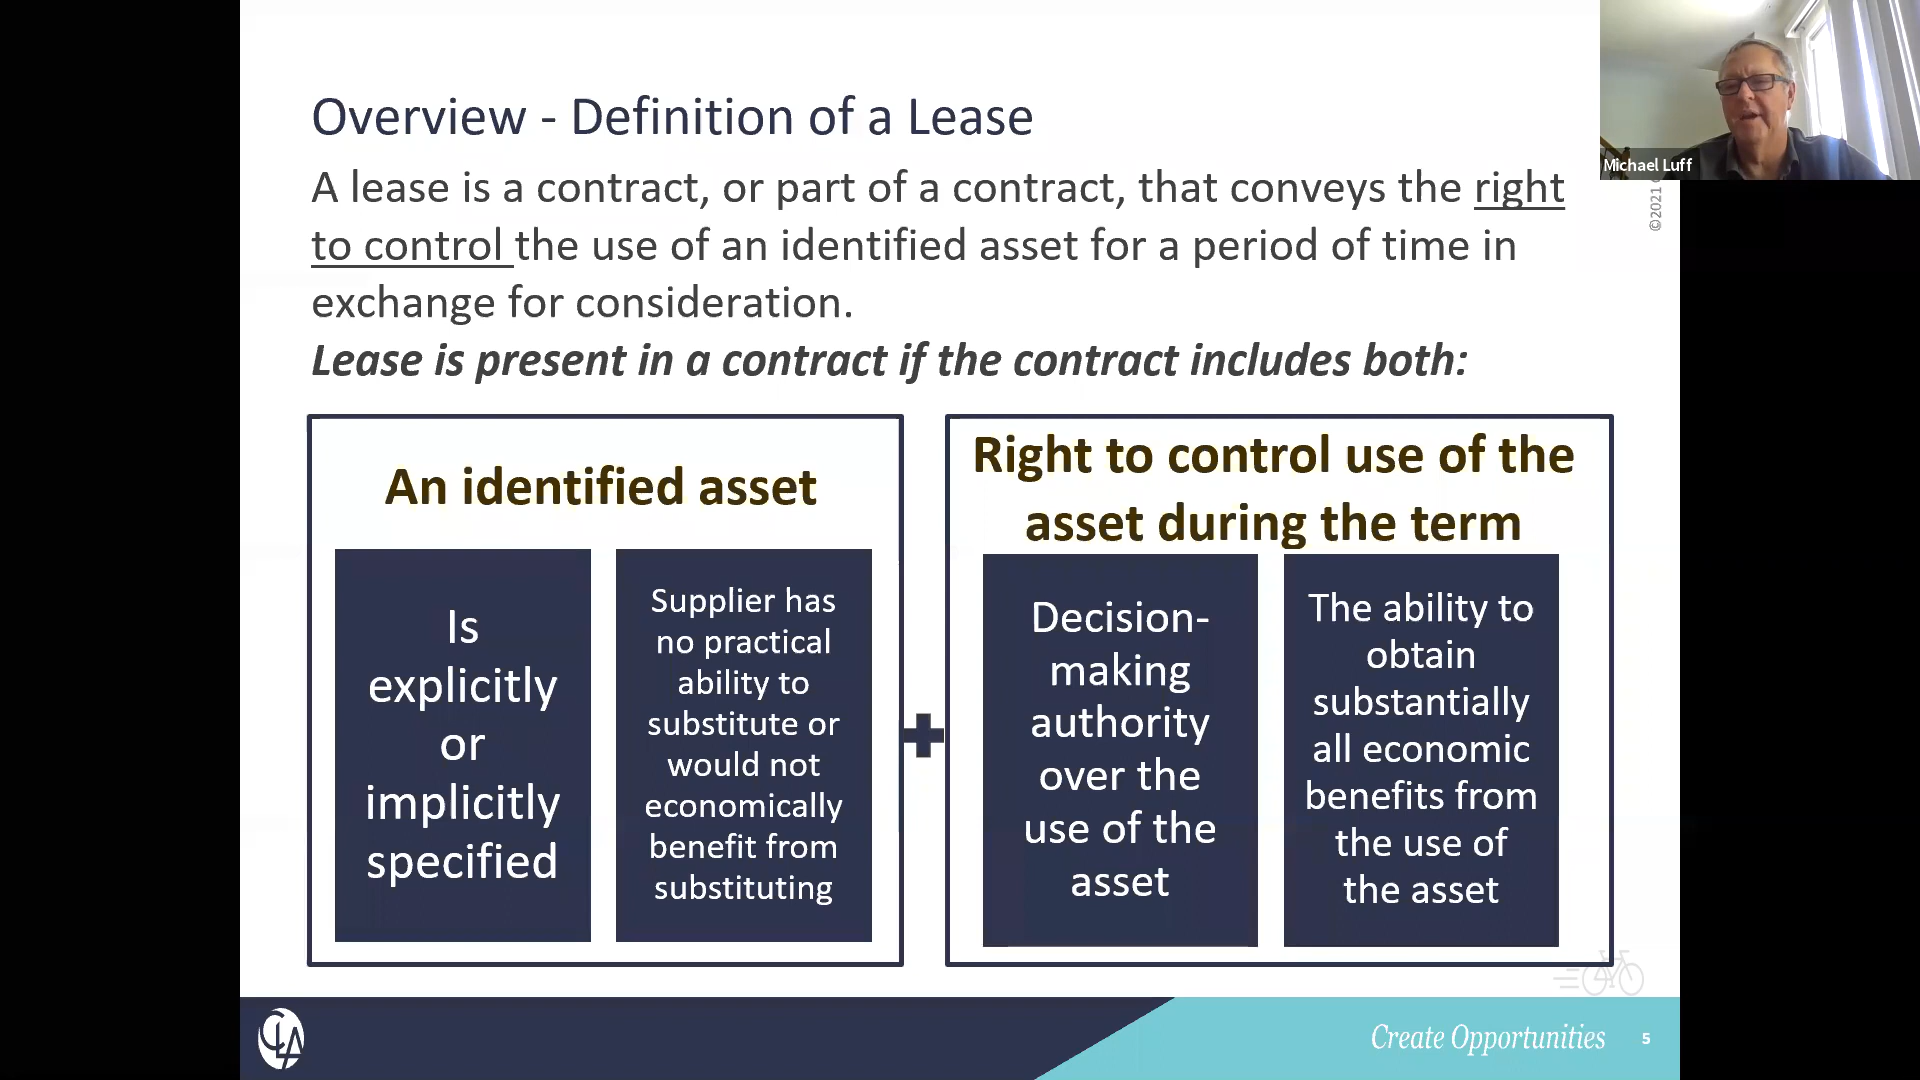 Overview - Definition of a Lease
A lease is a contract, or part of a contract, that conveys the right
to control the use of an identified asset for a period of time in
exchange for consideration.
Lease is present in a contract if the contract includes both:
An identified asset
Is
explicitly
or
implicitly
specified
Supplier has
no practical
ability to
substitute or
would not
economically
benefit from
substituting
Right to control use of the
asset during the term
Decision-
making
authority
over the
use of the
asset
The ability to
obtain
substantially
all economic
benefits from
the use of
the asset
Michael Luff
©2021
CLA
Create Opportunities
5